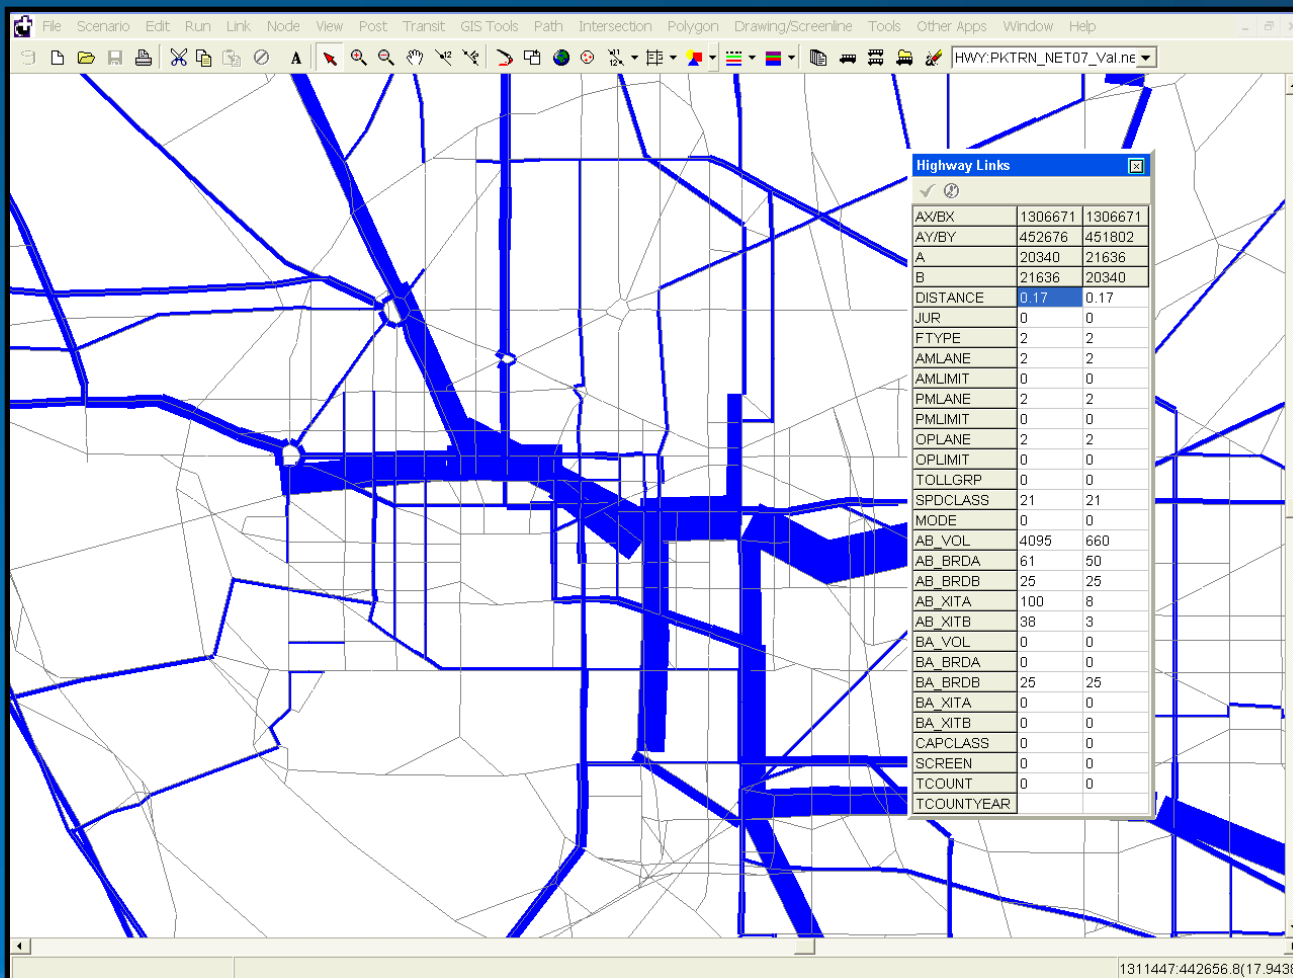 File Scenario Edit Run Link Node View Post Transit GIS Tools Path Intersection Polygon Drawing/Screenline Tools Other Apps Window Help
A HWY:PKTRN_NET07_Val.ne
Highway Links
AX/BX 1306671 1306671
AY/BY 452676 451802
A 20340 21636
B 21636 20340
DISTANCE 0.17 0.17
JUR 0 0
FTYPE 2 2
AMLANE 2 2
AMLIMIT 0 0
PMLANE 2 2
PMLIMIT 0 0
OPLANE 2 2
OPLIMIT 0 0
TOLLGRP 0 0
SPDCLASS 21 21
MODE 0 0
AB_VOL 4095 660
AB_BRDA 61 50
AB_BRDB 25 25
AB_XITA 100 8
AB_XITB 38 3
BA_VOL 0 0
BA_BRDA 0 0
BA_BRDB 25 25
BA_XITA 0 0
BA_XITB 0 0
CAPCLASS 0 0
SCREEN 0 0
TCOUNT 0 0
TCOUNTYEAR
1311447:442656.8(17.9438